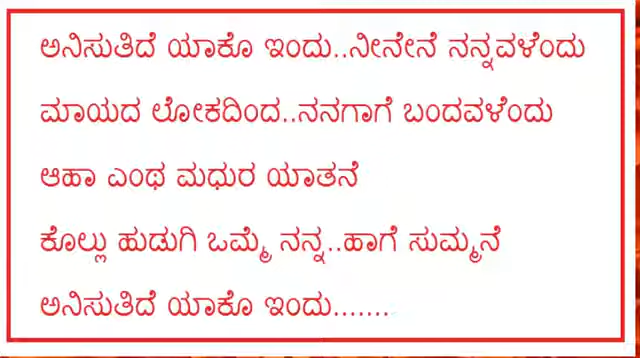 ಅನಿಸುತಿದೆ ಯಾಕೊ ಇಂದು..ನೀನೇನೆ ನನ್ನವಳೆಂದು
ಮಾಯದ ಲೋಕದಿಂದ..ನನಗಾಗೆ ಬಂದವಳೆಂದು
ಆಹಾ ಎಂಥ ಮಧುರ ಯಾತನೆ
ಕೊಲ್ಲು ಹುಡುಗಿ ಒಮ್ಮೆ ನನ್ನ..ಹಾಗೆ ಸುಮ್ಮನೆ
ಅನಿಸುತಿದೆ ಯಾಕೊ ಇಂದು.......